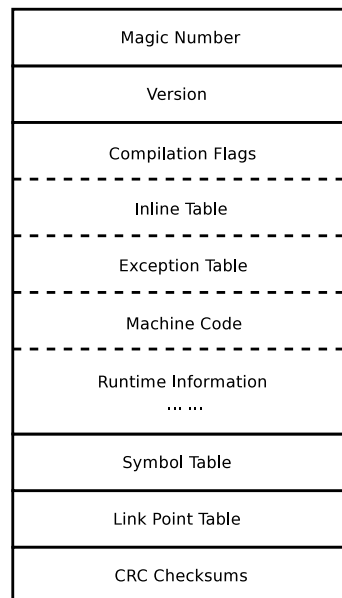 Magic Number
Version
Compilation Flags
Inline Table
Exception Table
Machine Code
Runtime Information
... ...
Symbol Table
Link Point Table
CRC Checksums